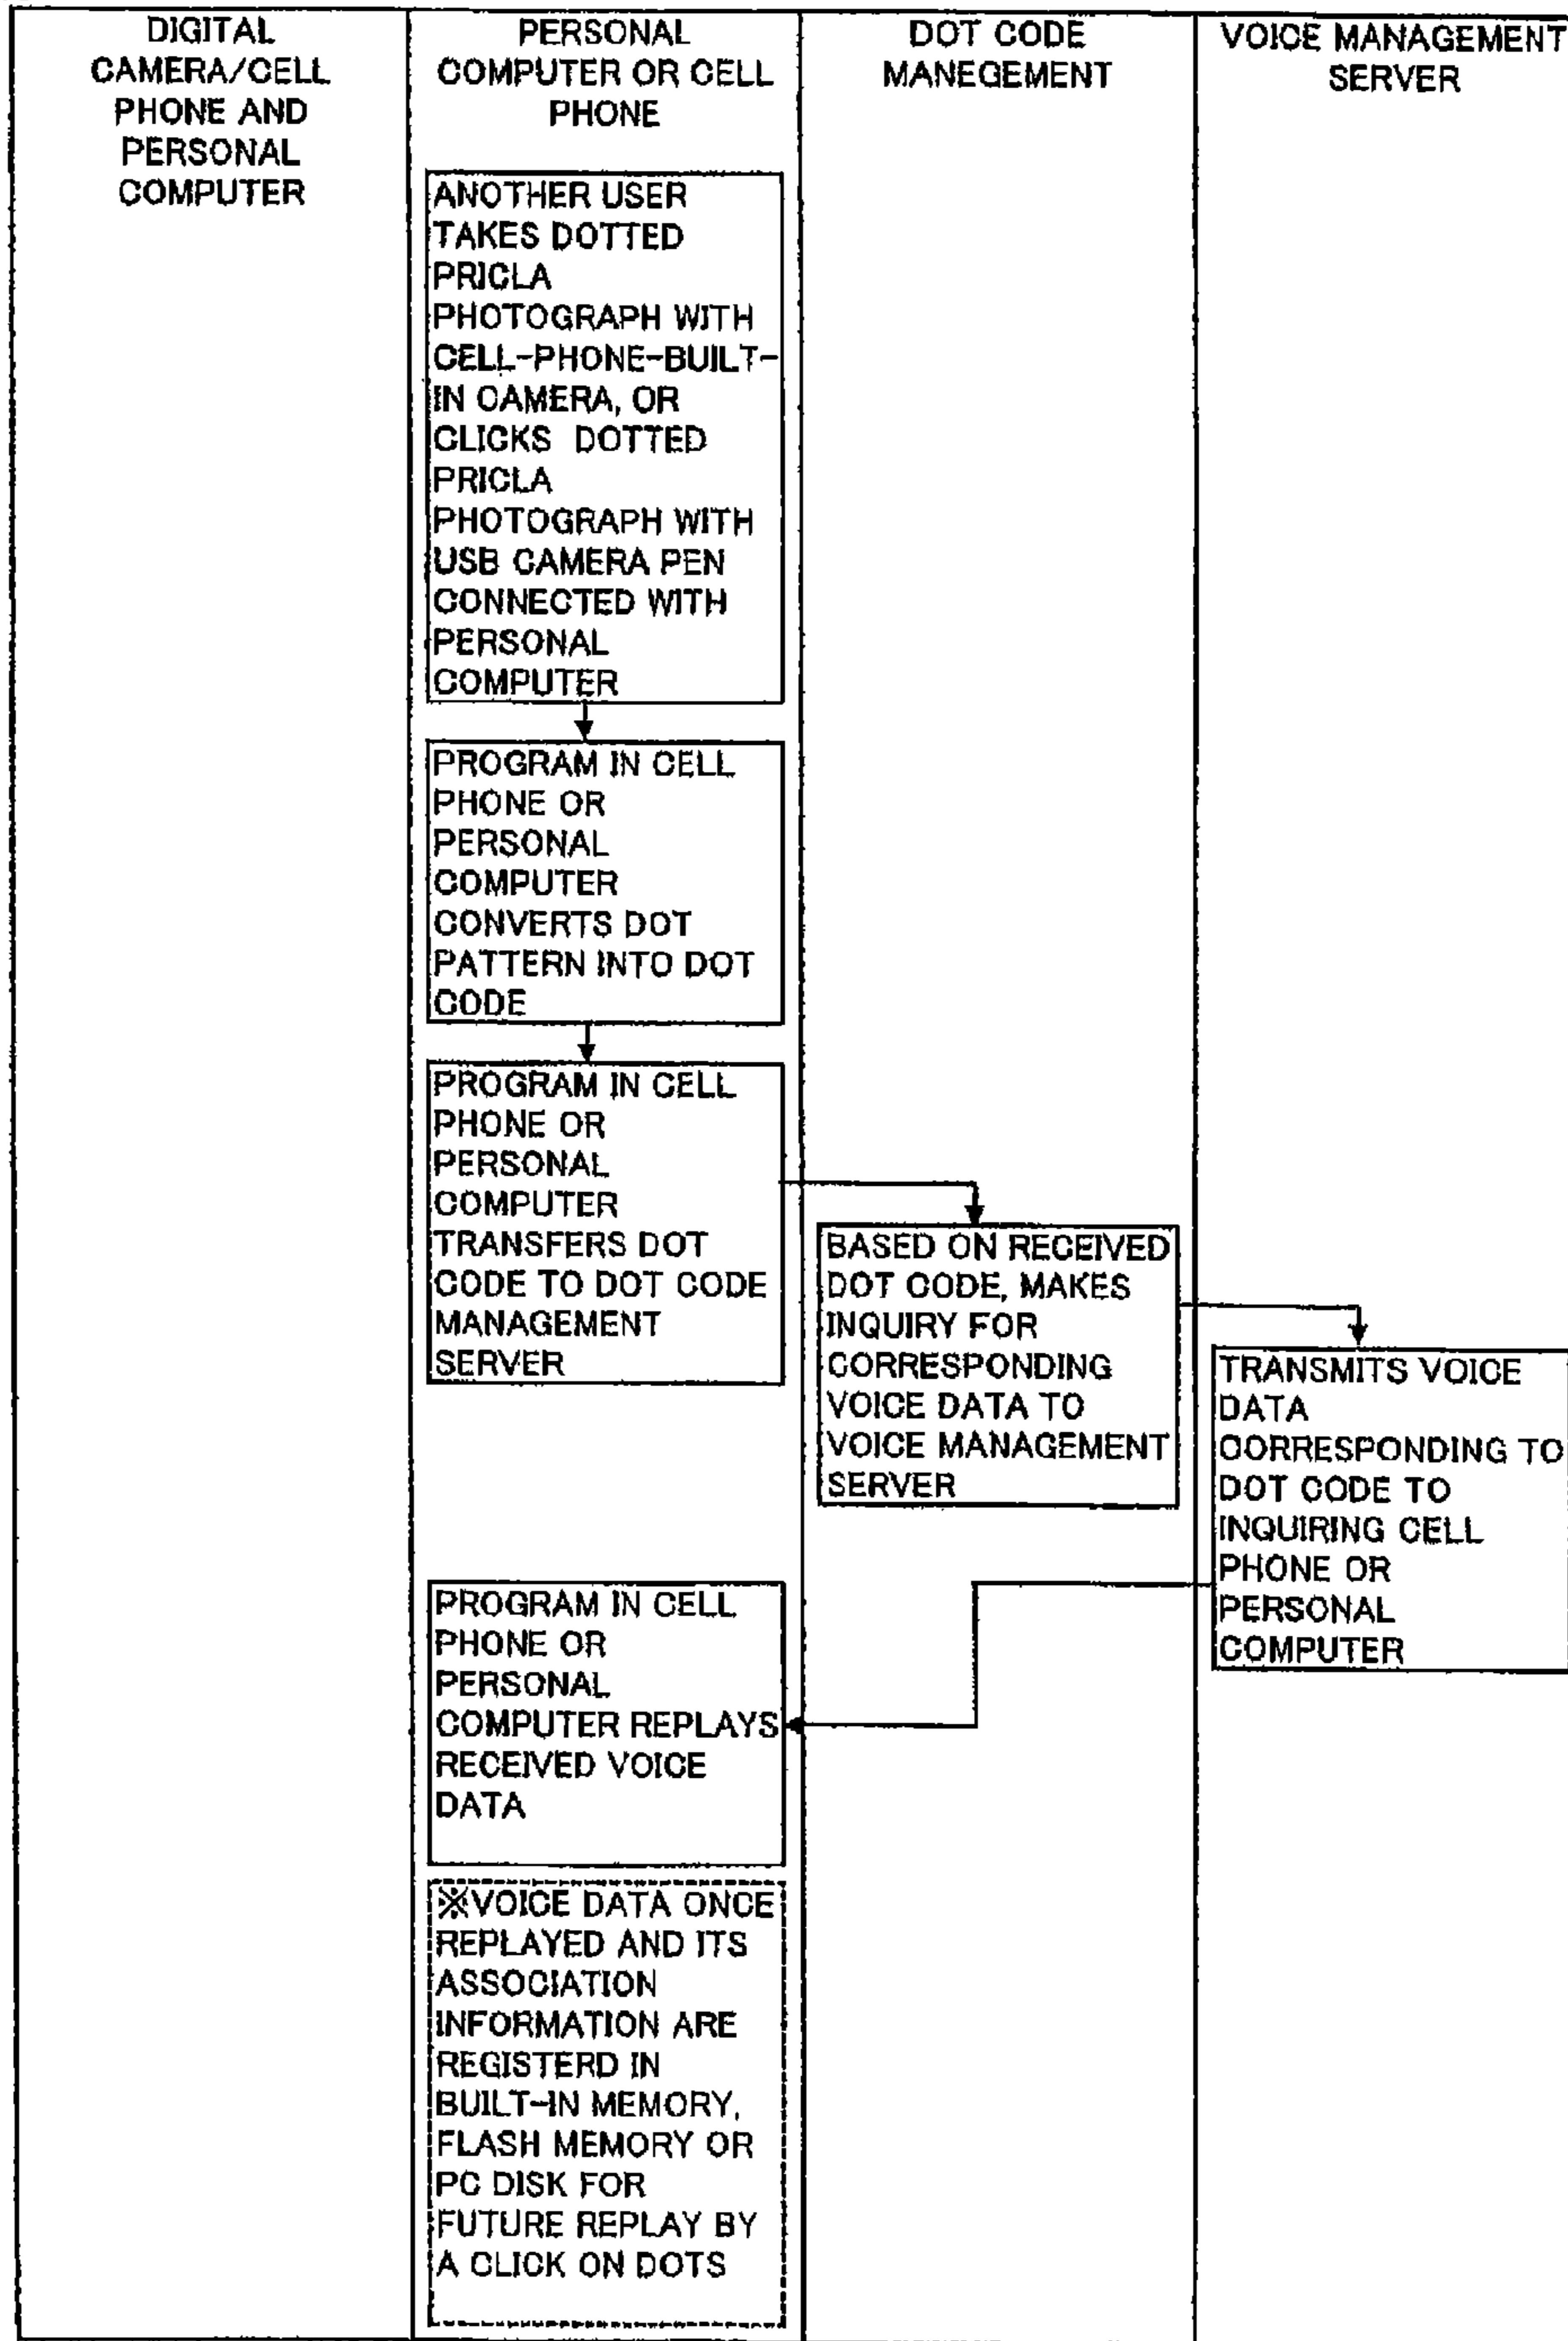 DIGITAL
CAMERA/CELL
PHONE AND
PERSONAL
COMPUTER
PERSONAL
COMPUTER OR CELL
PHONE
DOT CODE
MANEGEMENT
VOICE MANAGEMENT
SERVER
ANOTHER USER
TAKES DOTTED
PRICLA
PHOTOGRAPH WITH
CELL-PHONE-BUILT-
IN CAMERA, OR
CLICKS DOTTED
PRICLA
PHOTOGRAPH WITH
USB CAMERA PEN
CONNECTED WITH
PERSONAL
COMPUTER
PROGRAM IN CELL
PHONE OR
PERSONAL
COMPUTER
CONVERTS DOT
PATTERN INTO DOT
CODE
PROGRAM IN CELL
PHONE OR
PERSONAL
COMPUTER
TRANSFERS DOT
CODE TO DOT CODE
MANAGEMENT
SERVER
BASED ON RECEIVED
DOT CODE, MAKES
INQUIRY FOR
CORRESPONDING
VOICE DATA TO
VOICE MANAGEMENT
SERVER
TRANSMITS VOICE
DATA
CORRESPONDING TO
DOT CODE TO
INQUIRING CELL
PHONE OR
PERSONAL
COMPUTER
PROGRAM IN CELL
PHONE OR
PERSONAL
COMPUTER REPLAYS
RECEIVED VOICE
DATA
※VOICE DATA ONCE
REPLAYED AND ITS
ASSOCIATION
INFORMATION ARE
REGISTERD IN
BUILT-IN MEMORY,
FLASH MEMORY OR
PC DISK FOR
FUTURE REPLAY BY
A CLICK ON DOTS